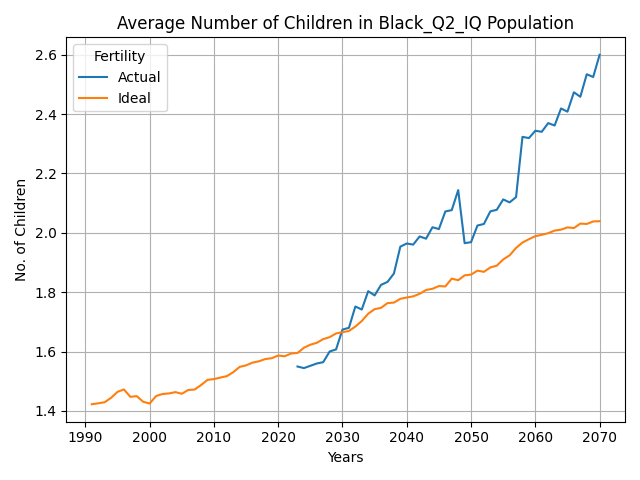 Average Number of Children in Black_Q2_IQ Population
Fertility
Actual
Ideal
No. of Children
2.6
2.4
2.2
2.0
1.8
1.6
1.4
1990 2000 2010 2020 2030 2040 2050 2060 2070
Years